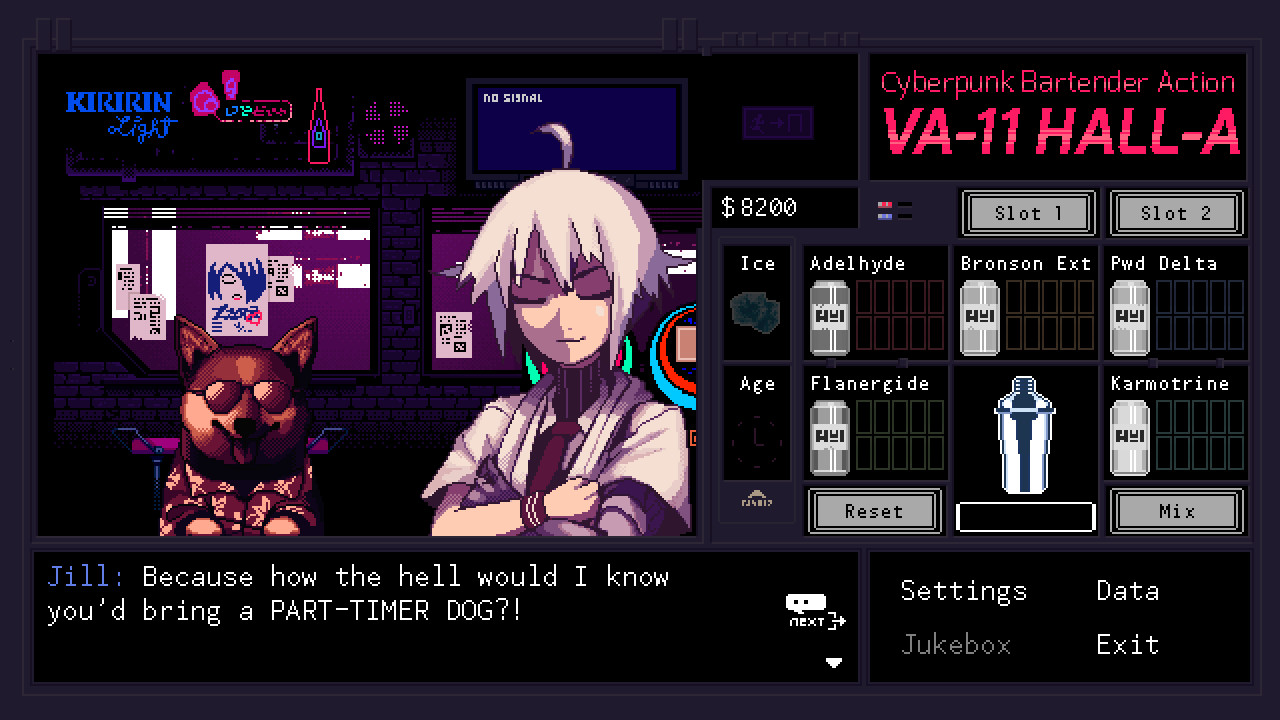 KIRIRIN
Light
NO SIGNAL
Cyberpunk Bartender Action
VA-11 HALL-A
$8200
Slot 1
Slot 2
Ice
Adelhyde
Bronson Ext
Pwd Delta
Age
Flanergide
Karmotrine
Reset
Mix
Jill: Because how the hell would I know
you'd bring a PART-TIMER DOG?!
NEXT
Settings
Data
Jukebox
Exit